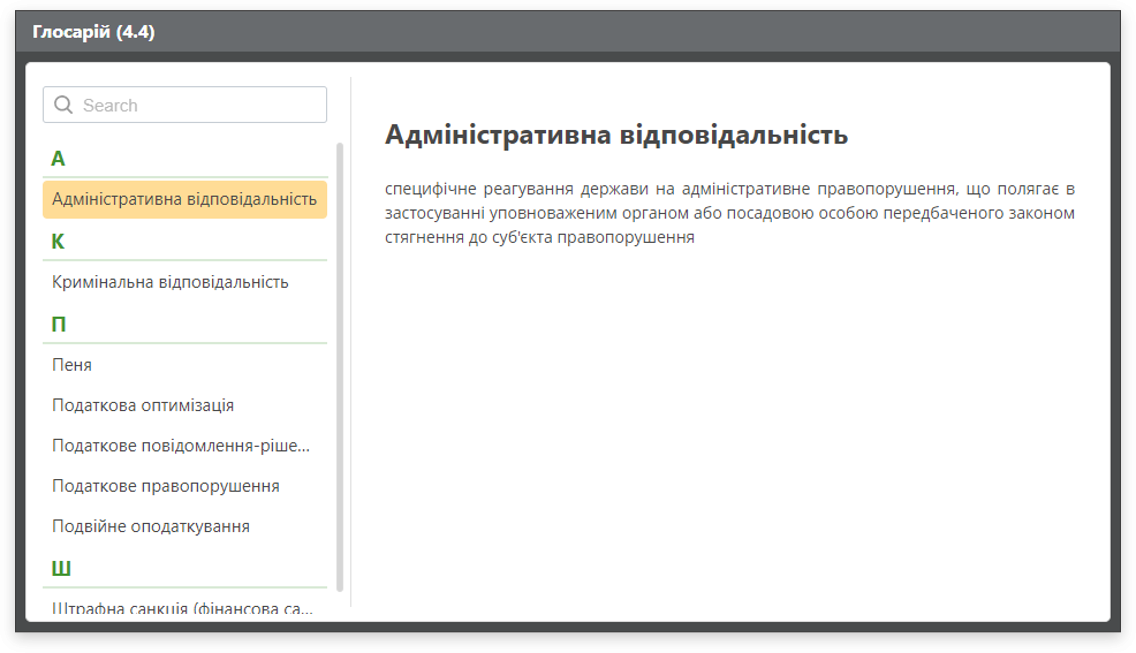 Глосарій (4.4)
Search
А
Адміністративна відповідальність
К
Кримінальна відповідальність
П
Пеня
Податкова оптимізація
Податкове повідомлення-ріше...
Податкове правопорушення
Подвійне оподаткування
Ш
Штрафна санкція (фінансова са...
Адміністративна відповідальність
специфічне реагування держави на адміністративне правопорушення, що полягає в
застосуванні уповноваженим органом або посадовою особою передбаченого законом
стягнення до суб'єкта правопорушення